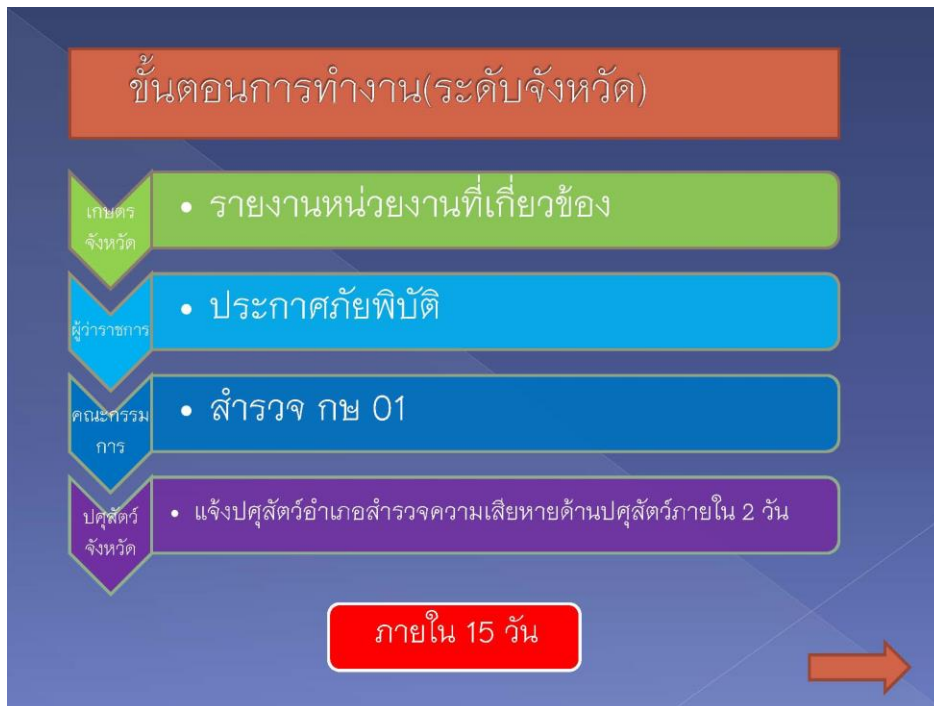 ขั้นตอนการทำงาน(ระดับจังหวัด)
เกษตร
จังหวัด
• รายงานหน่วยงานที่เกี่ยวข้อง
ผู้ว่าราชการ
• ประกาศภัยพิบัติ
คณะกรรม
การ
• สำรวจ กษ 01
ปศุสัตว์
จังหวัด
• แจ้งปศุสัตว์อำเภอสำรวจความเสียหายด้านปศุสัตว์ภายใน 2 วัน
ภายใน 15 วัน